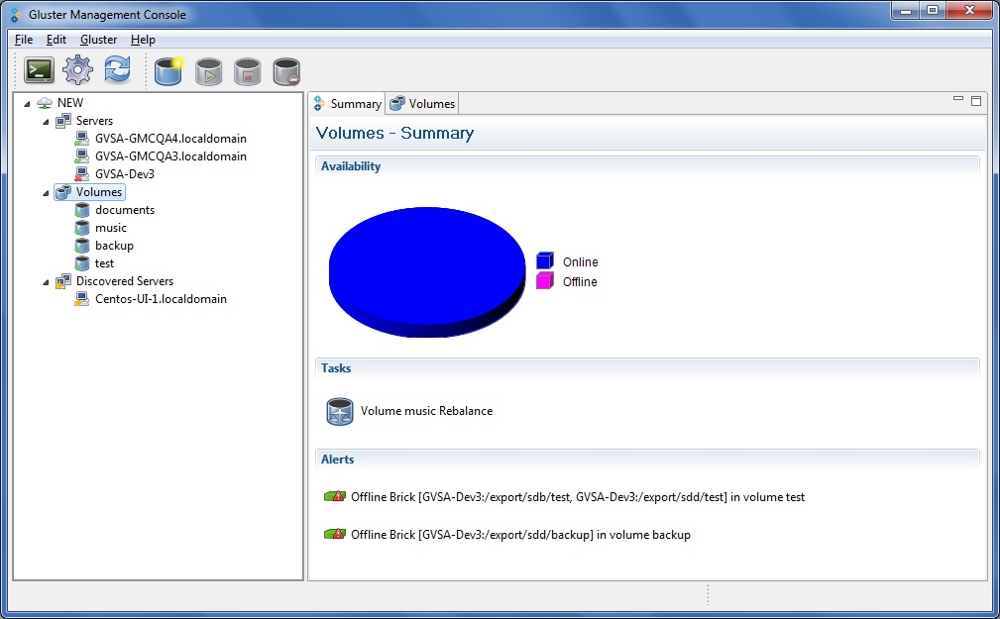 Gluster Management Console
File Edit Gluster Help
NEW
Servers
GVSA-GMCQA4.localdomain
GVSA-GMCQA3.localdomain
GVSA-Dev3
Volumes
documents
music
backup
test
Discovered Servers
Centos-UI-1.localdomain
Summary Volumes
Volumes - Summary
Availability
Online
Offline
Tasks
Volume music Rebalance
Alerts
Offline Brick [GVSA-Dev3:/export/sdb/test, GVSA-Dev3:/export/sdd/test] in volume test
Offline Brick [GVSA-Dev3:/export/sdd/backup] in volume backup